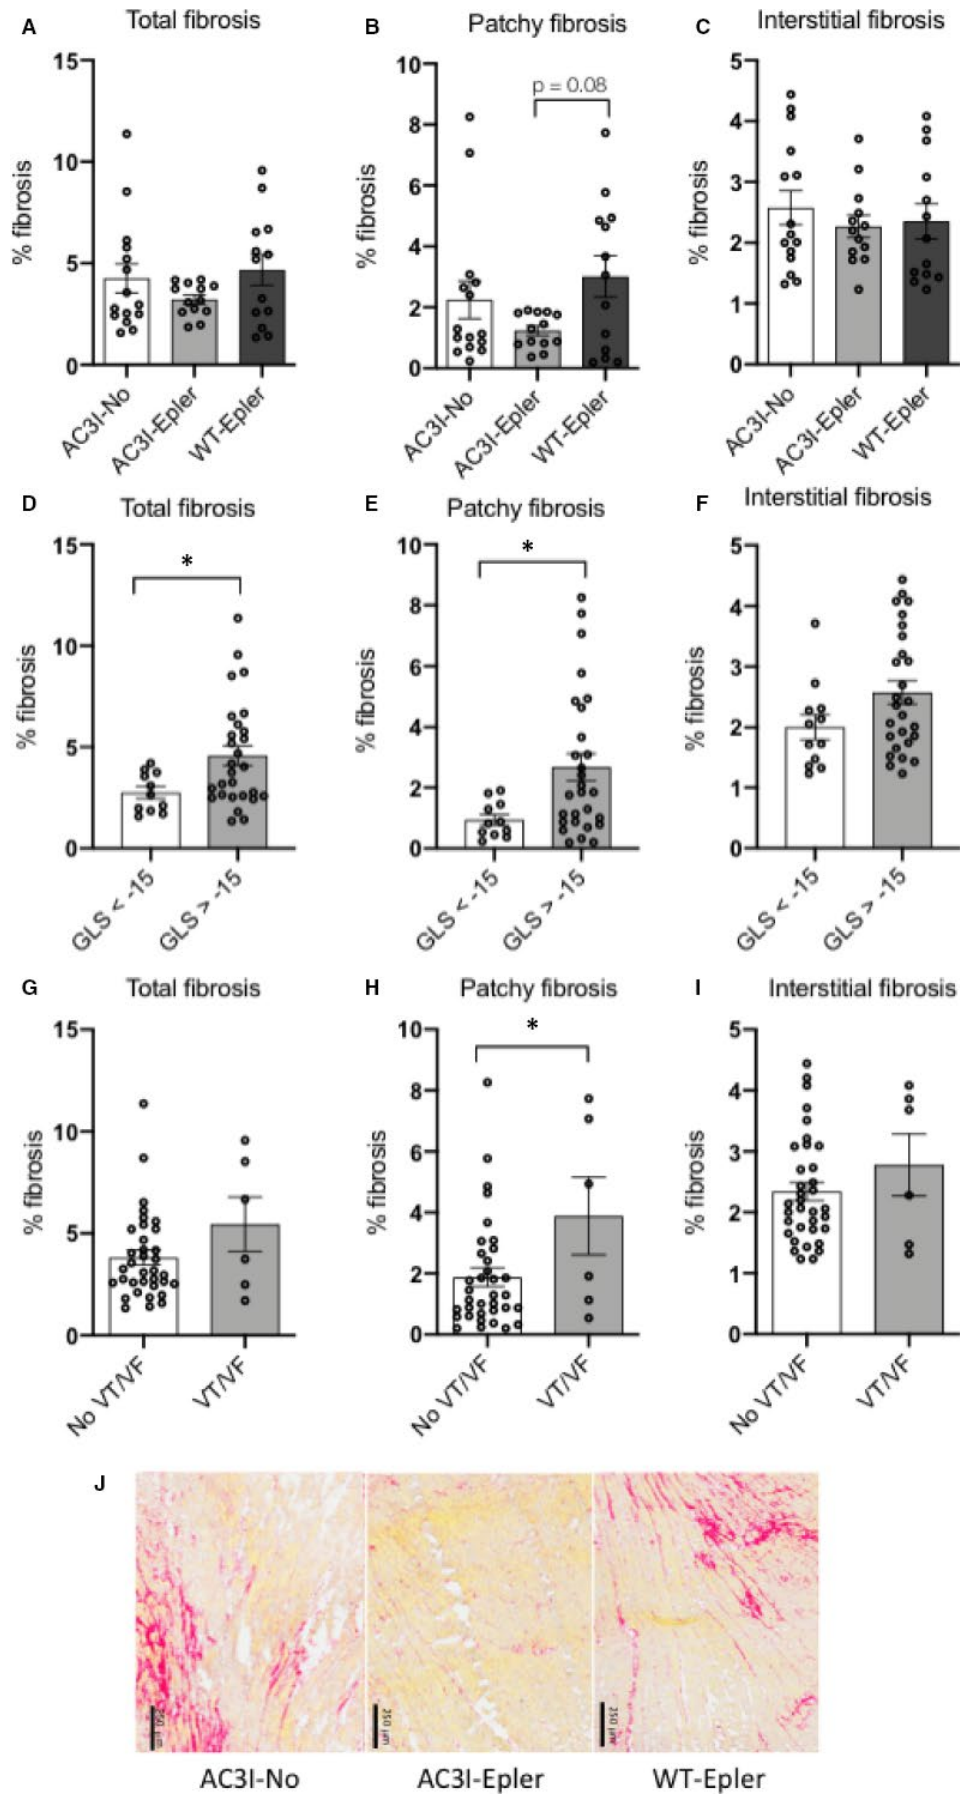 A Total fibrosis
% fibrosis
15
10
5
0
AC3I-No
AC3I-Epler
WT-Epler
B Patchy fibrosis
% fibrosis
10
8
6
4
2
0
p = 0.08
AC3I-No
AC3I-Epler
WT-Epler
C Interstitial fibrosis
% fibrosis
5
4
3
2
1
0
AC3I-No
AC3I-Epler
WT-Epler
D Total fibrosis
% fibrosis
15
10
5
0
*
GLS < -15
GLS > -15
E Patchy fibrosis
% fibrosis
10
8
6
4
2
0
*
GLS < -15
GLS > -15
F Interstitial fibrosis
% fibrosis
5
4
3
2
1
0
GLS < -15
GLS > -15
G Total fibrosis
% fibrosis
15
10
5
0
No VT/VF
VT/VF
H Patchy fibrosis
% fibrosis
10
8
6
4
2
0
*
No VT/VF
VT/VF
I Interstitial fibrosis
% fibrosis
5
4
3
2
1
0
No VT/VF
VT/VF
J
250 µm
250 µm
250 µm
AC3I-No
AC3I-Epler
WT-Epler